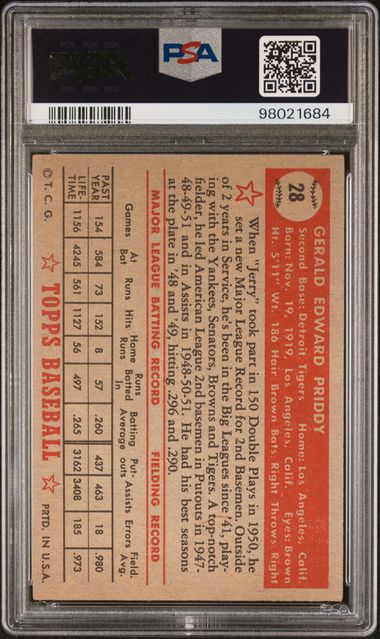 PSA
98021684
28
GERALD EDWARD PRIDDY
Second Base: Detroit Tigers Home: Los Angeles, Calif.
Born: Nov. 19, 1919, Los Angeles, Calif. Eyes: Brown
Ht.: 5'11" Wt. 186 Hair: Brown Bats: Right Throws: Right
When "Jerry" took part in 150 Double Plays in 1950, he
set a new Major League Record for 2nd Basemen. Outside
of 2 years in Service, he's been in the Big Leagues since '41, play-
ing with the Yankees, Senators, Browns and Tigers. A top-notch
fielder, he led American League 2nd basemen in Putouts in 1947-
48-49-51 and in Assists in 1948-50-51. He had his best seasons
at the plate in '48 and '49 hitting .296 and .290.
MAJOR LEAGUE BATTING RECORD FIELDING RECORD
Games At Bat Runs Hits Home Runs Runs Batted In Batting Average Put outs Assists Errors Field. Avg.
PAST YEAR 154 584 73 152 8 57 .260 437 463 18 .980
LIFE-TIME 1156 4245 561 1127 56 497 .265 3162 3408 185 .973
© T. C. G. TOPPS BASEBALL PRTD. IN U.S.A.